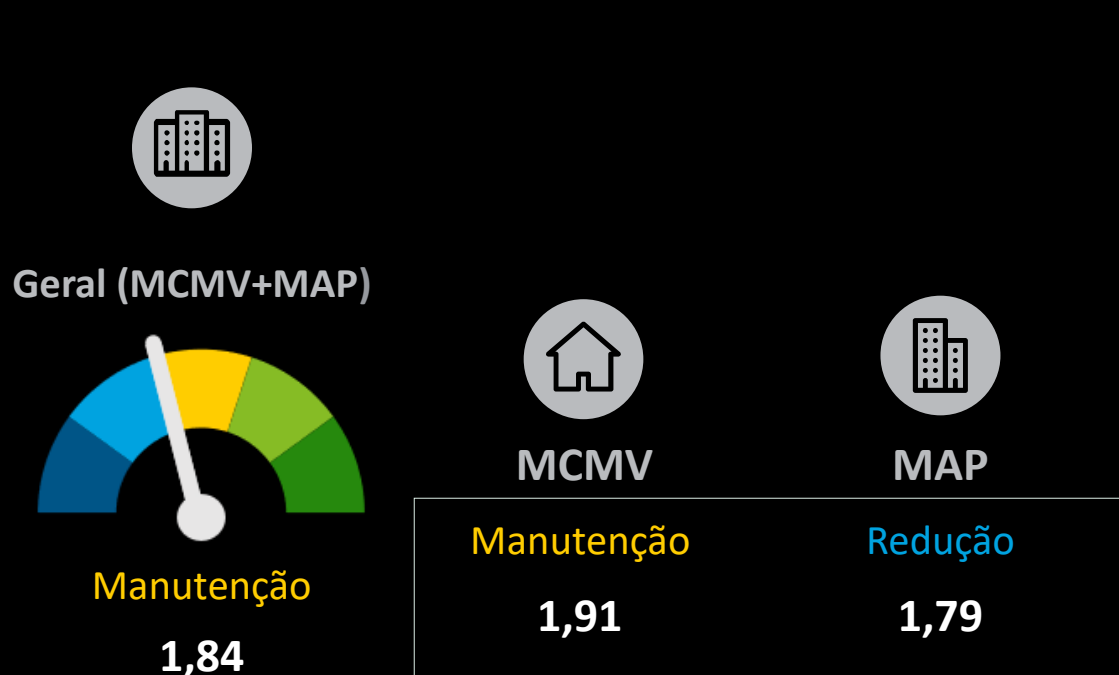 Geral (MCMV+MAP)
Manutenção
1,84
MCMV
Manutenção
1,91
MAP
Redução
1,79